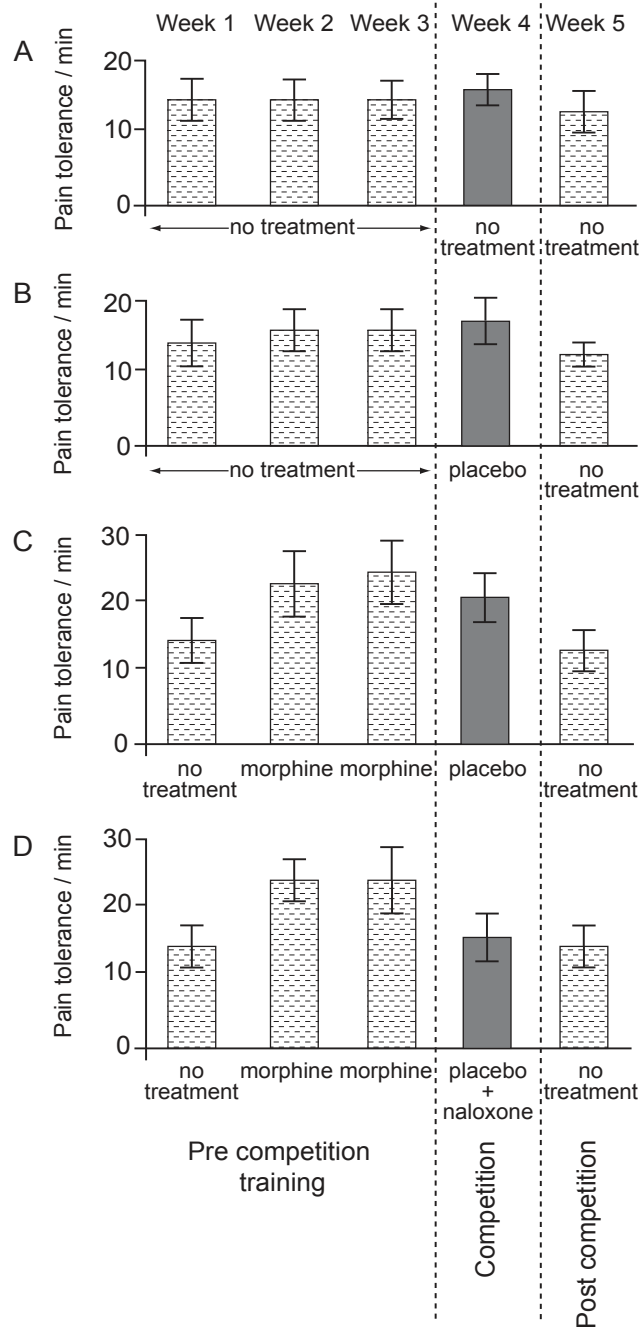 Week 1 Week 2 Week 3 Week 4 Week 5
A
Pain tolerance / min
20
10
0
no treatment
no
treatment
no
treatment
B
Pain tolerance / min
20
10
0
no treatment
placebo
no
treatment
C
Pain tolerance / min
30
20
10
0
no
treatment
morphine
morphine
placebo
no
treatment
D
Pain tolerance / min
30
20
10
0
no
treatment
morphine
morphine
placebo
+
naloxone
no
treatment
Pre competition
training
Competition
Post competition